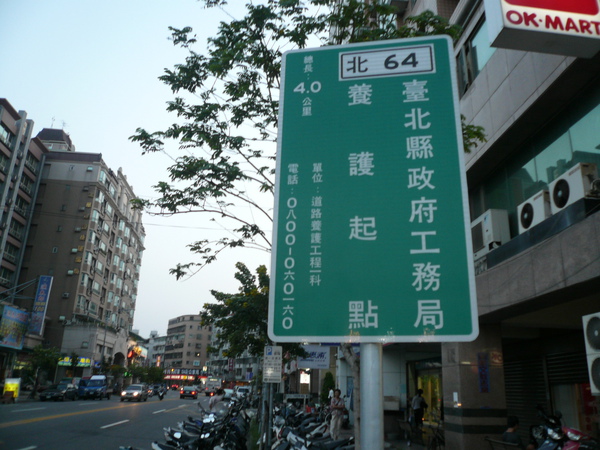 OK·MART
北 64
臺北縣政府工務局
養護起點
總長：4.0公里
單位：道路養護工程一科
電話：０八００－０六０一六０